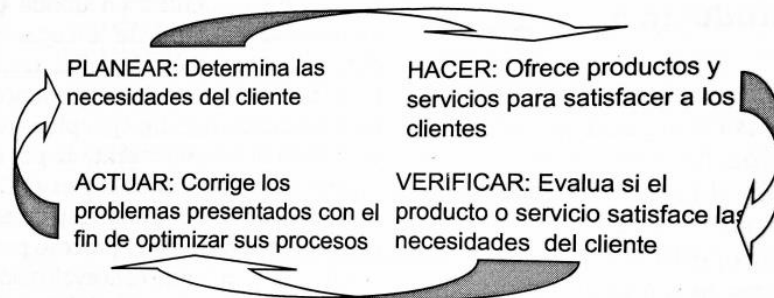 PLANEAR: Determina las
necesidades del cliente
HACER: Ofrece productos y
servicios para satisfacer a los
clientes
ACTUAR: Corrige los
problemas presentados con el
fin de optimizar sus procesos
VERIFICAR: Evalua si el
producto o servicio satisface las
necesidades del cliente